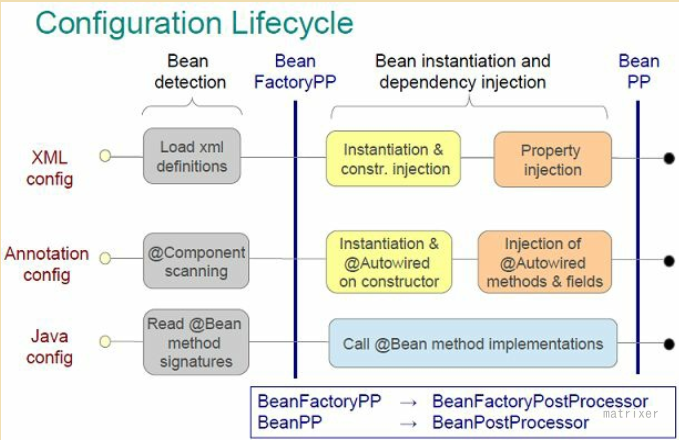 Configuration Lifecycle
Bean
detection
Bean
FactoryPP
Bean instantiation and
dependency injection
Bean
PP
XML
config
Load xml
definitions
Instantiation &
constr. injection
Property
injection
Annotation
config
@Component
scanning
Instantiation &
@Autowired
on constructor
Injection of
@Autowired
methods & fields
Java
config
Read @Bean
method
signatures
Call @Bean method implementations
BeanFactoryPP → BeanFactoryPostProcessor
BeanPP → BeanPostProcessor
matrixer